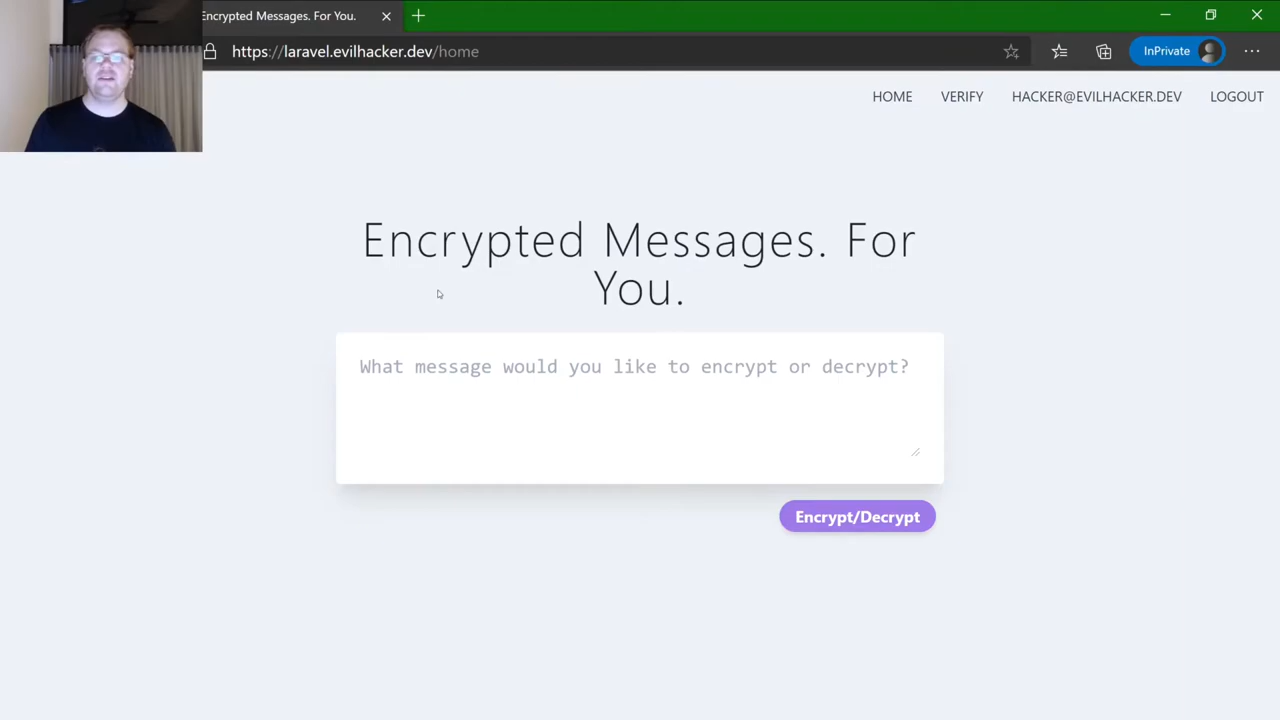 Encrypted Messages. For You.
https://laravel.evilhacker.dev/home
InPrivate
HOME VERIFY HACKER@EVILHACKER.DEV LOGOUT
Encrypted Messages. For
You.
What message would you like to encrypt or decrypt?
Encrypt/Decrypt